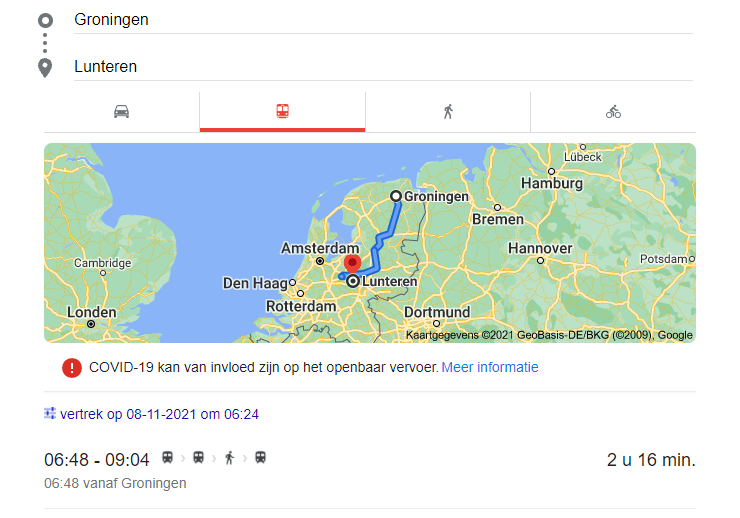 Groningen
Lunteren
Lübeck
Hamburg
Groningen
Bremen
Amsterdam
Hannover
Cambridge
Potsdam
Den Haag
Lunteren
Rotterdam
Londen
Dortmund
Kaartgegevens ©2021 GeoBasis-DE/BKG (©2009), Google
COVID-19 kan van invloed zijn op het openbaar vervoer. Meer informatie
vertrek op 08-11-2021 om 06:24
06:48 - 09:04 2 u 16 min.
06:48 vanaf Groningen